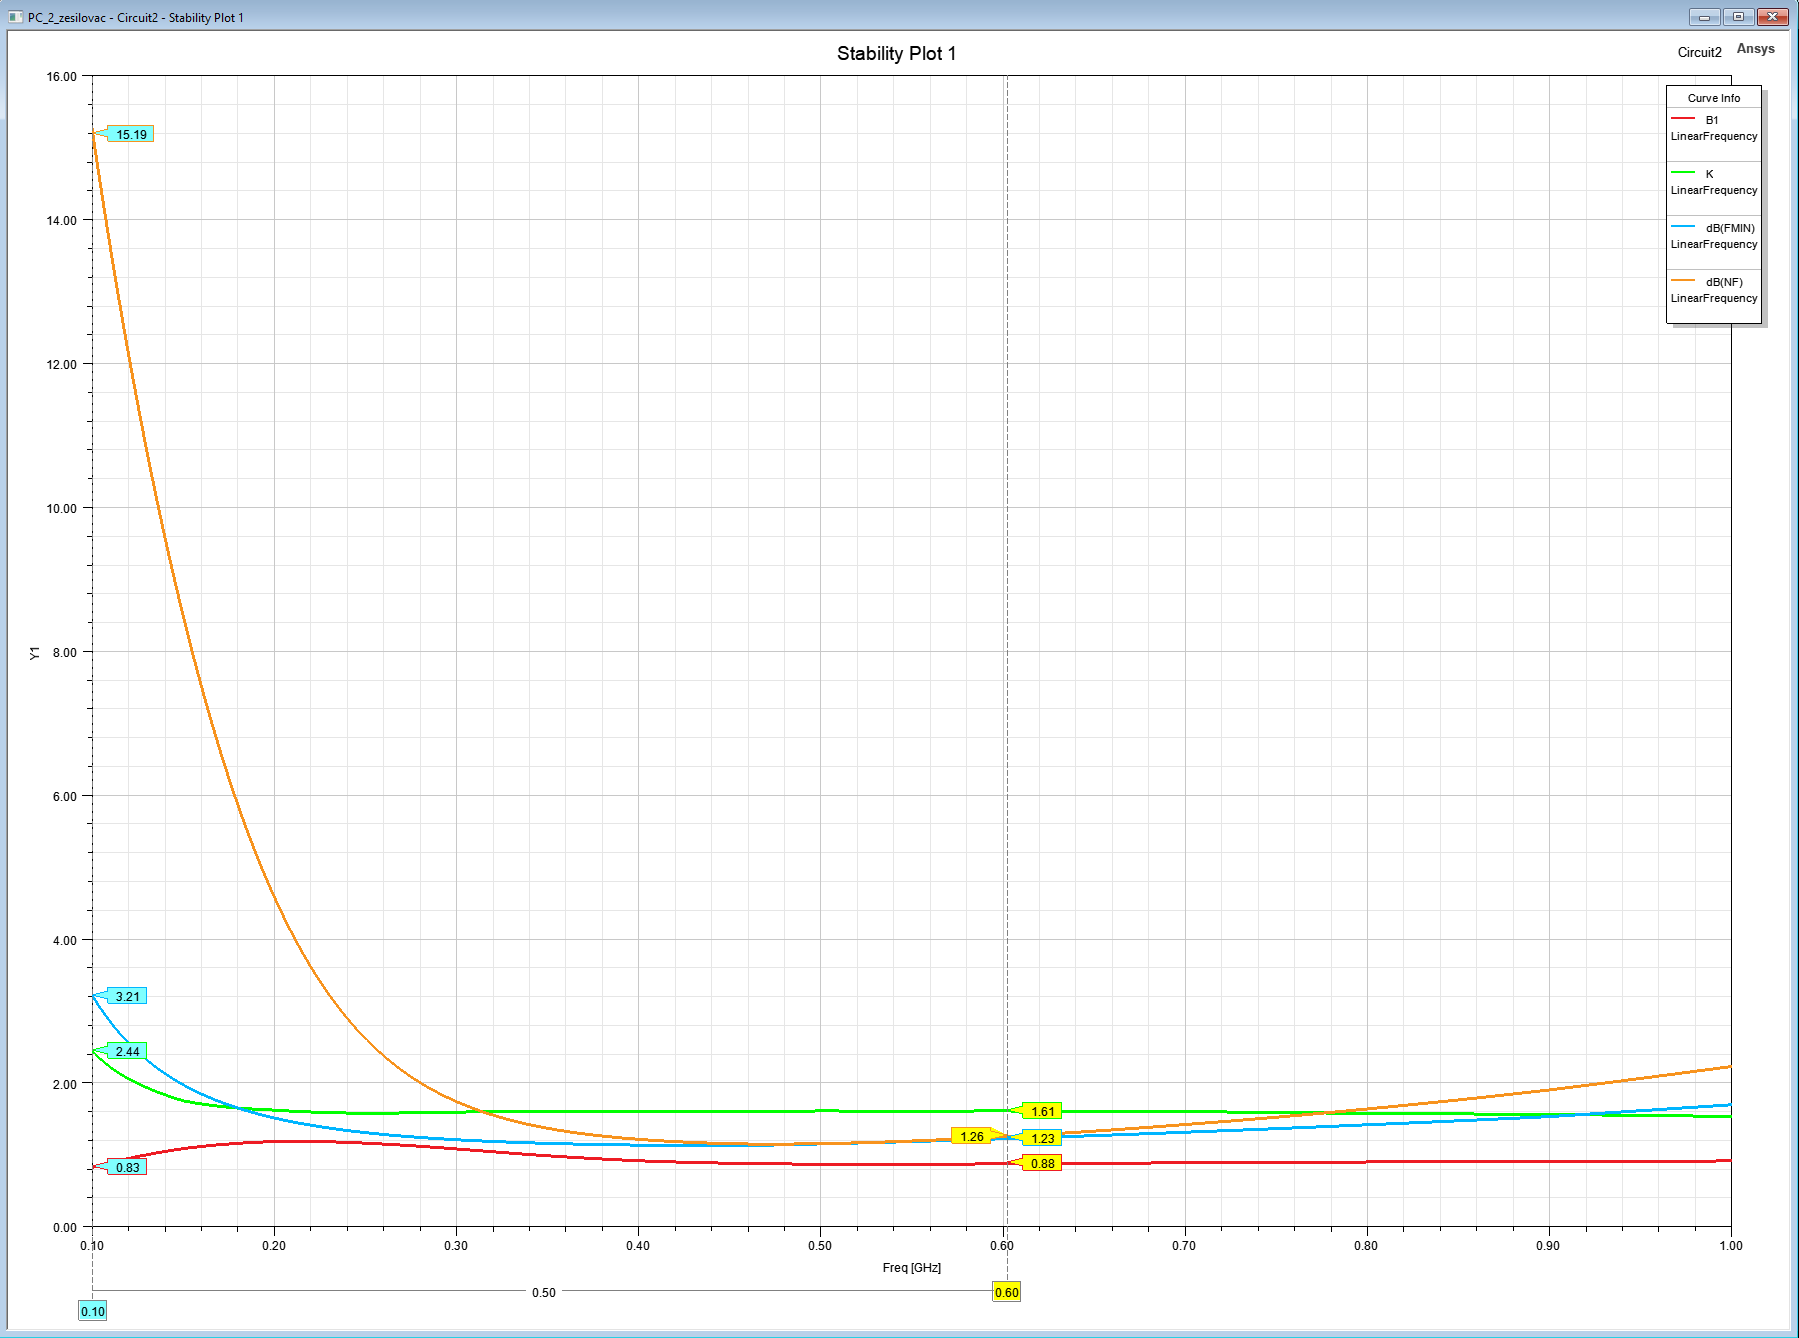 PC_2_zesilovac - Circuit2 - Stability Plot 1
Stability Plot 1
Circuit2
Ansys
Curve Info
B1
LinearFrequency
K
LinearFrequency
dB(FMIN)
LinearFrequency
dB(NF)
LinearFrequency
Y1
16.00
14.00
12.00
10.00
8.00
6.00
4.00
2.00
0.00
15.19
3.21
2.44
0.83
1.61
1.26
1.23
0.88
0.10
0.20
0.30
0.40
0.50
0.60
0.70
0.80
0.90
1.00
Freq [GHz]
0.50
0.60
0.10